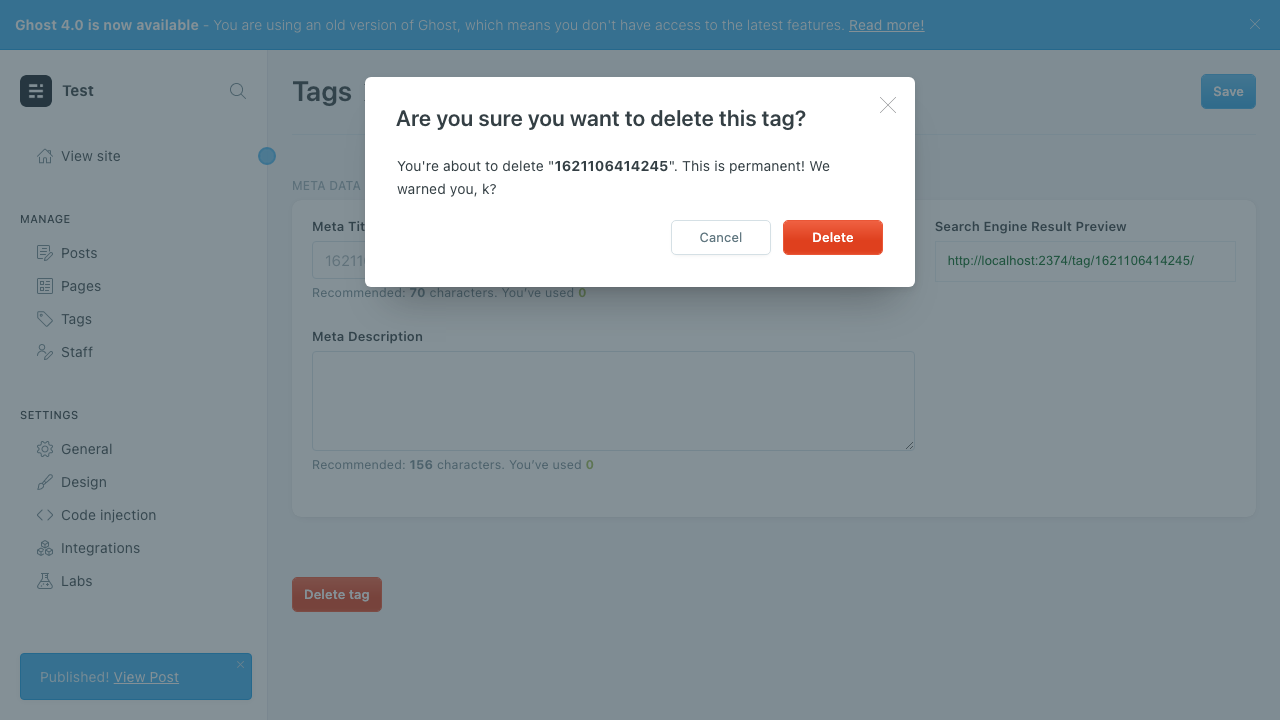 Ghost 4.0 is now available - You are using an old version of Ghost, which means you don't have access to the latest features. Read more!
Test
View site
MANAGE
Posts
Pages
Tags
Staff
SETTINGS
General
Design
Code injection
Integrations
Labs
Published! View Post
Tags
Save
Are you sure you want to delete this tag?
You're about to delete "1621106414245". This is permanent! We
warned you, k?
Cancel
Delete
META DATA
Meta Tit
16211
Recommended: 70 characters. You've used 0
Meta Description
Recommended: 156 characters. You've used 0
Search Engine Result Preview
http://localhost:2374/tag/1621106414245/
Delete tag